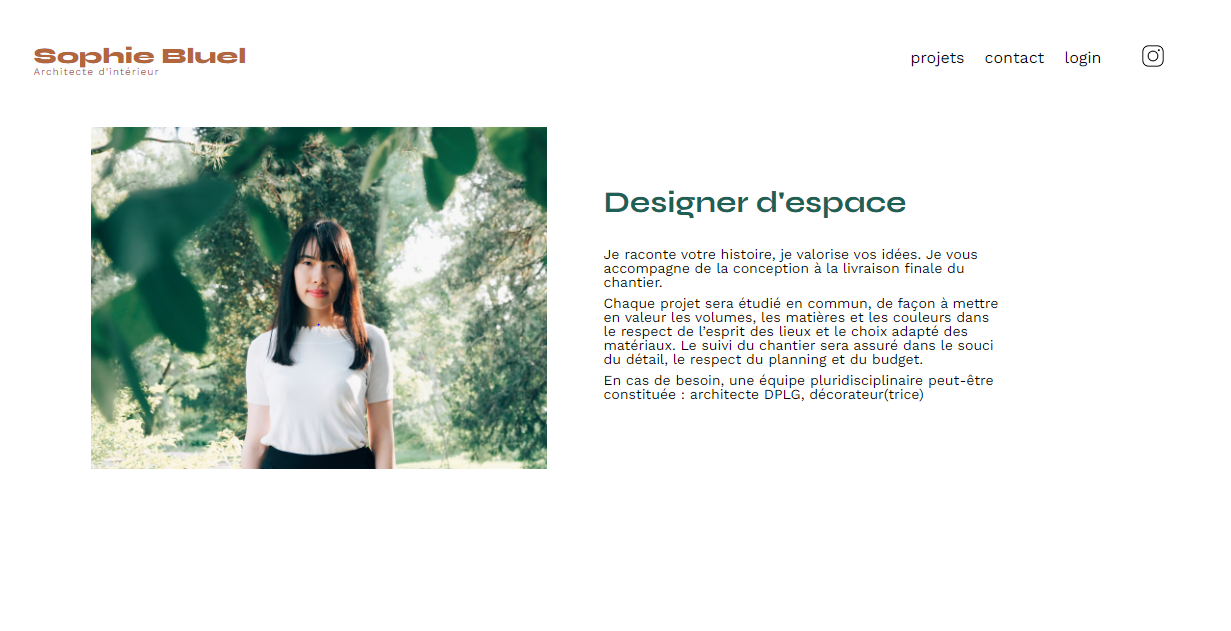 Sophie Bluel
Architecte d'intérieur
projets contact login
Designer d'espace
Je raconte votre histoire, je valorise vos idées. Je vous
accompagne de la conception à la livraison finale du
chantier.
Chaque projet sera étudié en commun, de façon à mettre
en valeur les volumes, les matières et les couleurs dans
le respect de l’esprit des lieux et le choix adapté des
matériaux. Le suivi du chantier sera assuré dans le souci
du détail, le respect du planning et du budget.
En cas de besoin, une équipe pluridisciplinaire peut-être
constituée : architecte DPLG, décorateur(trice)